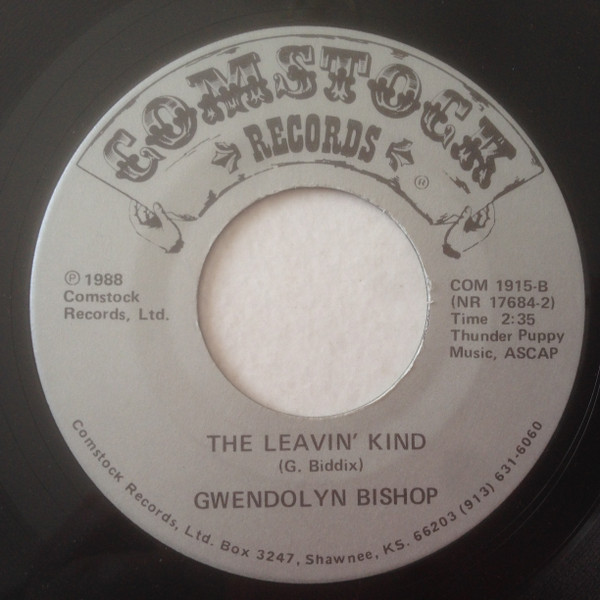 COMSTOCK
RECORDS
®
℗ 1988
Comstock
Records, Ltd.
COM 1915-B
(NR 17684-2)
Time 2:35
Thunder Puppy
Music, ASCAP
THE LEAVIN' KIND
(G. Biddix)
GWENDOLYN BISHOP
Comstock Records, Ltd. Box 3247, Shawnee, KS. 66203 (913) 631-6060